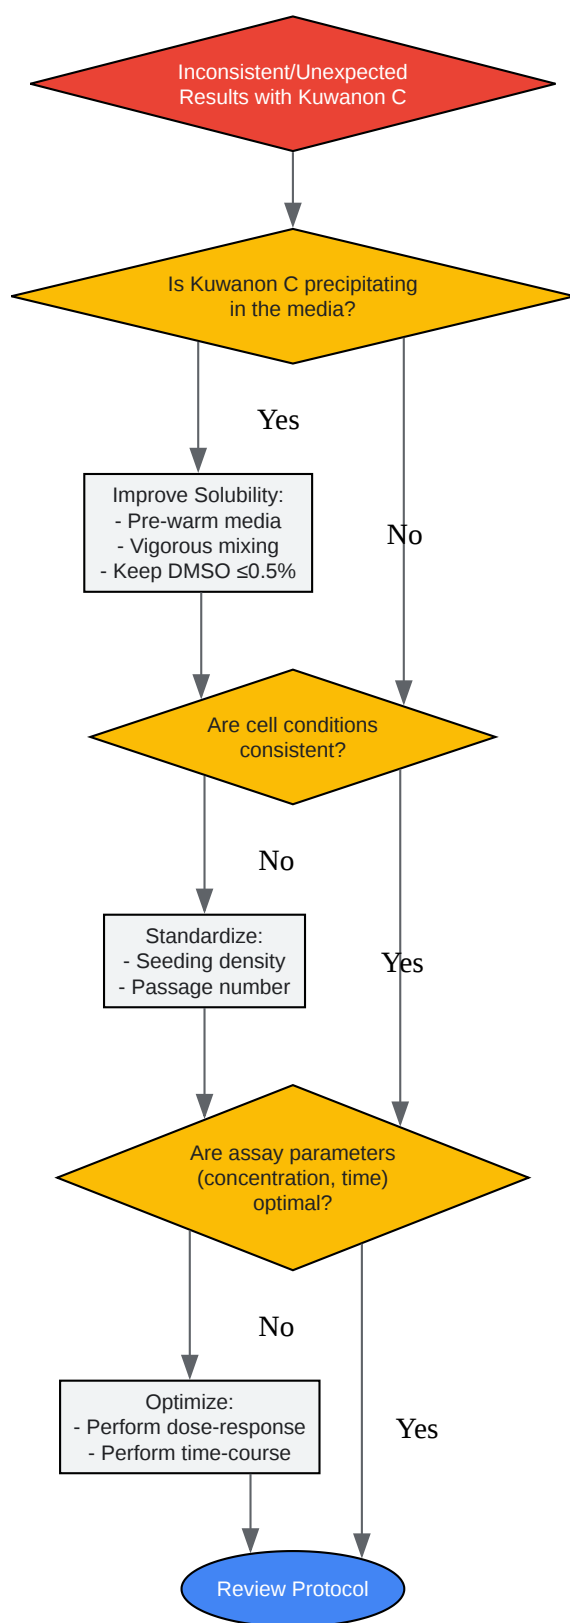 Inconsistent/Unexpected
Results with Kuwanon C
Is Kuwanon C precipitating
in the media?
Yes
Improve Solubility:
- Pre-warm media
- Vigorous mixing
- Keep DMSO ≤0.5%
No
Are cell conditions
consistent?
No
Standardize:
- Seeding density
- Passage number
Yes
Are assay parameters
(concentration, time)
optimal?
No
Optimize:
- Perform dose-response
- Perform time-course
Yes
Review Protocol